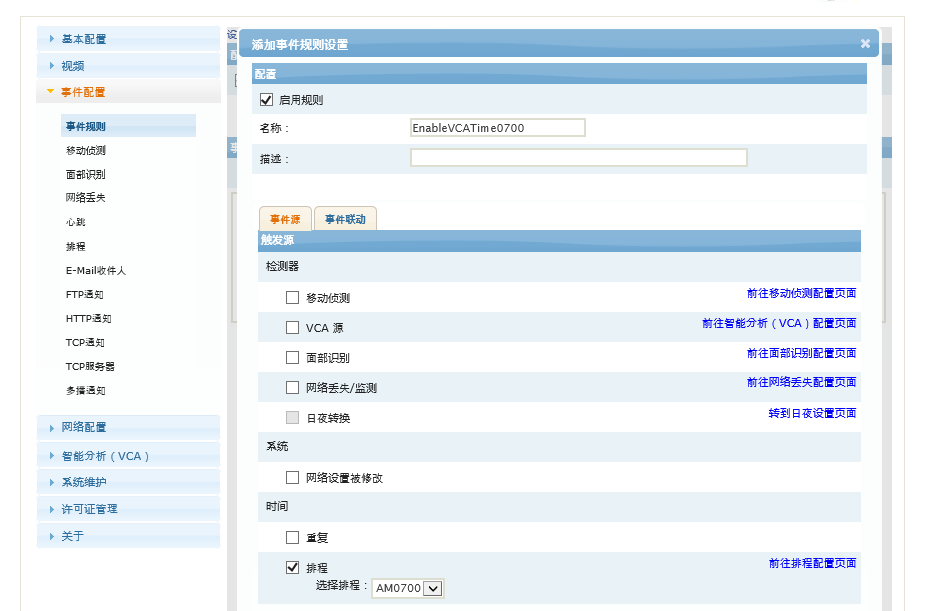 基本配置
视频
事件配置
事件规则
移动侦测
面部识别
网络丢失
心跳
排程
E-Mail收件人
FTP通知
HTTP通知
TCP通知
TCP服务器
多播通知
网络配置
智能分析（VCA）
系统维护
许可证管理
关于
添加事件规则设置
配置
启用规则
名称：
EnableVCATime0700
描述：
事件源 事件联动
触发源
检测器
移动侦测 前往移动侦测配置页面
VCA 源 前往智能分析（VCA）配置页面
面部识别 前往面部识别配置页面
网络丢失/监测 前往网络丢失配置页面
日夜转换 转到日夜设置页面
系统
网络设置被修改
时间
重复
排程 前往排程配置页面
选择排程： AM0700